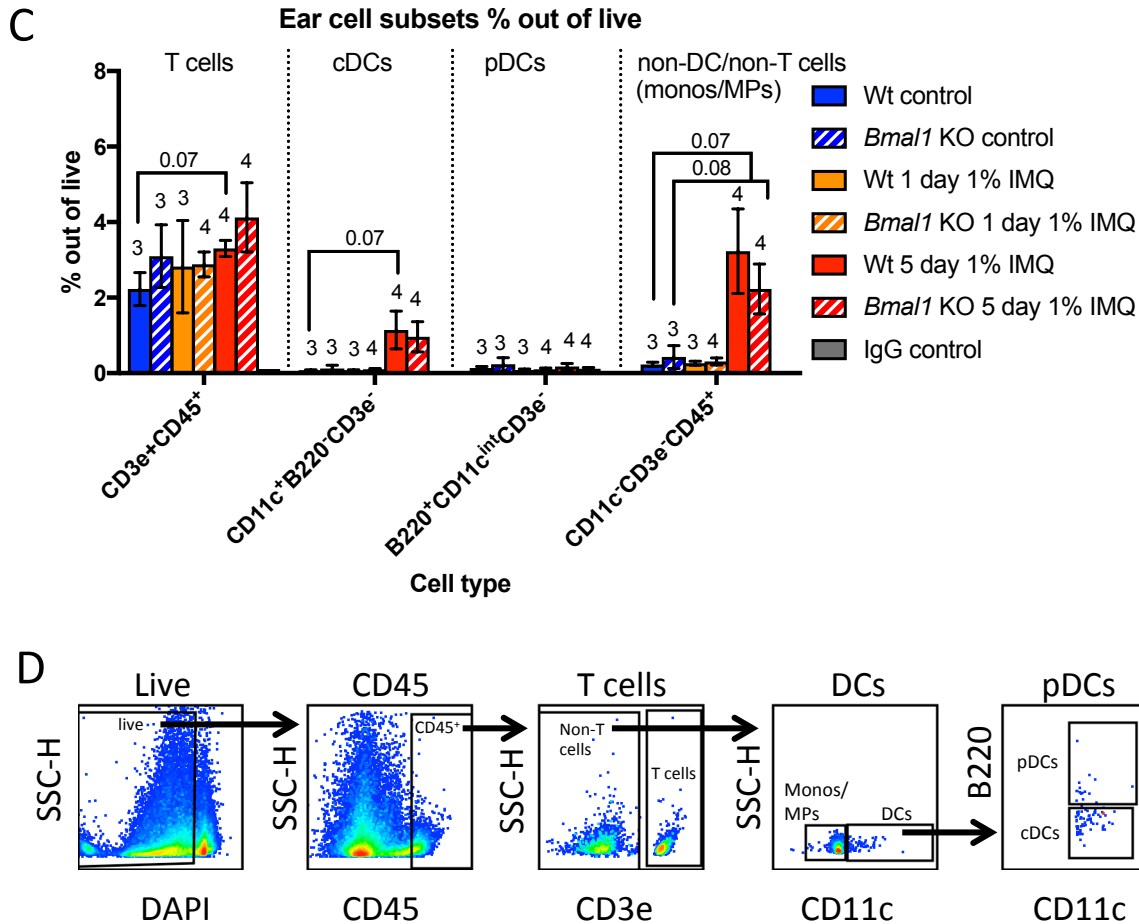 C
Ear cell subsets % out of live
T cells
cDCs
pDCs
non-DC/non-T cells
(monos/MPs)
% out of live
8
6
4
2
0
0.07
3
3
3
4
4
4
0.07
3
3
3
4
4
4
3
3
3
4
4
4
0.07
0.08
3
3
3
4
4
4
CD3e+CD45⁺
CD11c⁺B220⁻CD3e⁻
B220⁺CD11cⁱⁿᵗCD3e⁻
CD11c⁻CD3e⁻CD45⁺
Cell type
Wt control
Bmal1 KO control
Wt 1 day 1% IMQ
Bmal1 KO 1 day 1% IMQ
Wt 5 day 1% IMQ
Bmal1 KO 5 day 1% IMQ
IgG control
D
Live
live
SSC-H
DAPI
CD45
CD45⁺
SSC-H
CD45
T cells
Non-T
cells
T cells
SSC-H
CD3e
DCs
Monos/
MPs
DCs
SSC-H
CD11c
pDCs
pDCs
cDCs
B220
CD11c